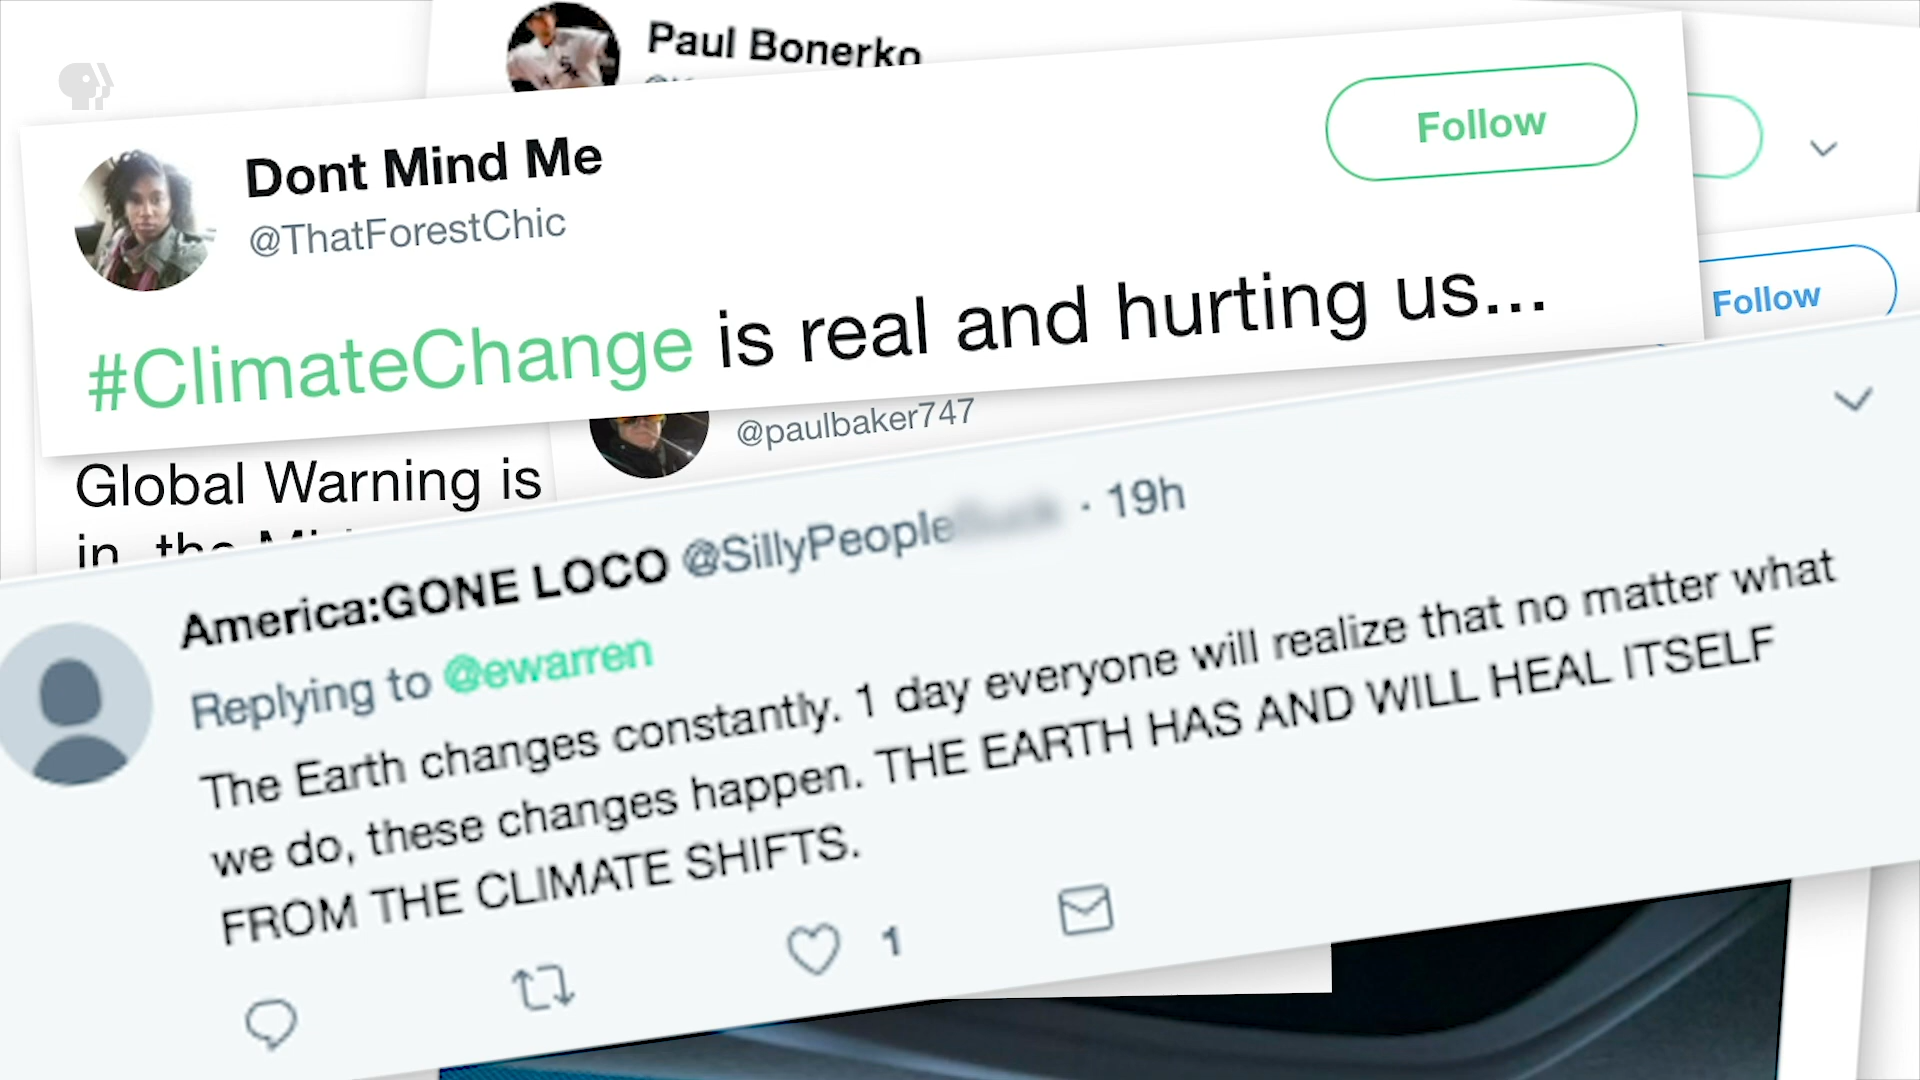 Paul Bonerko
Dont Mind Me
@ThatForestChic
Follow
#ClimateChange is real and hurting us...
Follow
@paulbaker747
Global Warning is
in the
America:GONE LOCO @SillyPeople · 19h
Replying to @ewarren
The Earth changes constantly. 1 day everyone will realize that no matter what
we do, these changes happen. THE EARTH HAS AND WILL HEAL ITSELF
FROM THE CLIMATE SHIFTS.
1